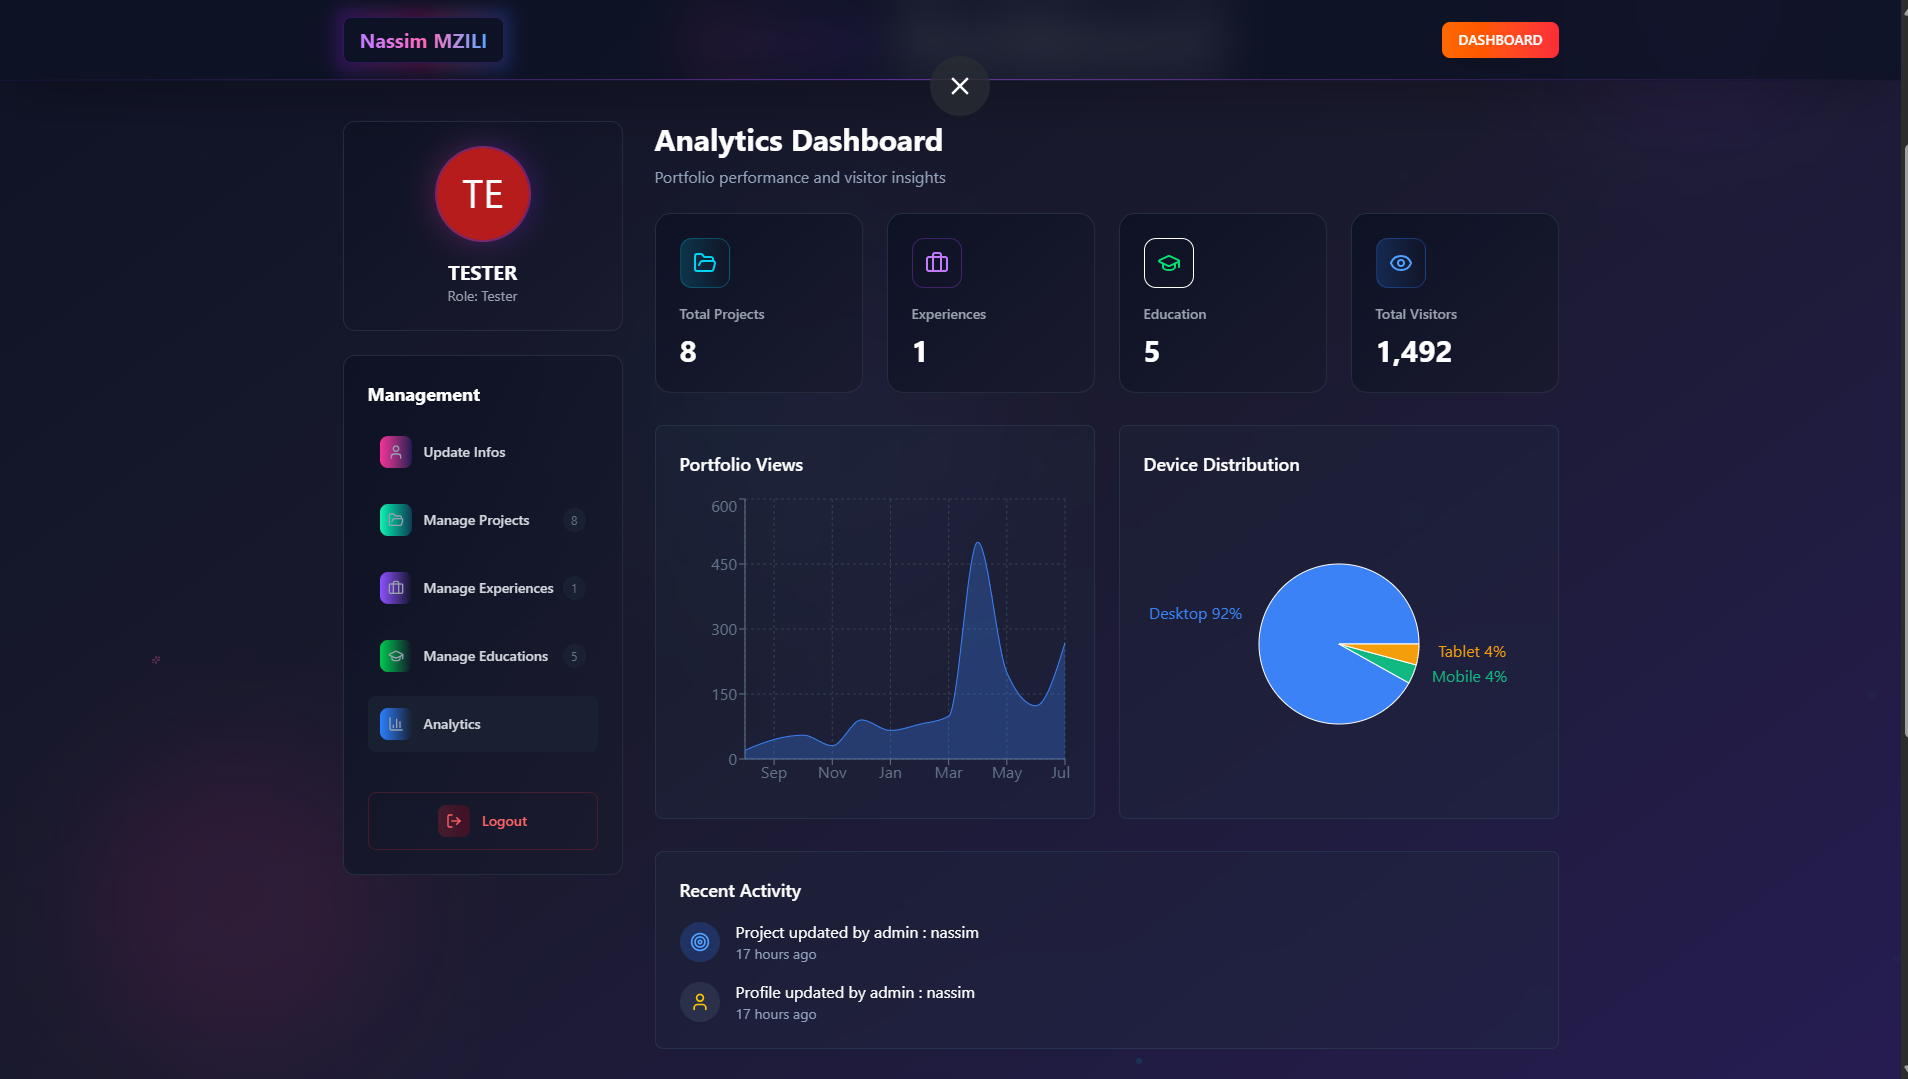 Nassim MZILI
DASHBOARD
TE
TESTER
Role: Tester
Management
Update Infos
Manage Projects 8
Manage Experiences 1
Manage Educations 5
Analytics
Logout
Analytics Dashboard
Portfolio performance and visitor insights
Total Projects
8
Experiences
1
Education
5
Total Visitors
1,492
Portfolio Views
600
450
300
150
0
Sep Nov Jan Mar May Jul
Device Distribution
Desktop 92%
Tablet 4%
Mobile 4%
Recent Activity
Project updated by admin : nassim
17 hours ago
Profile updated by admin : nassim
17 hours ago